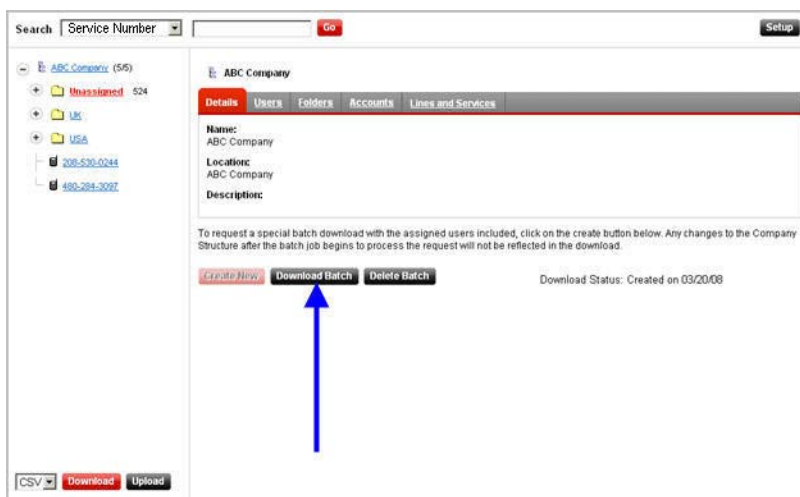 Search Service Number Go Setup
ABC Company (5/5)
Unassigned 524
UK
USA
208-530-0244
480-284-3097
ABC Company
Details Users Folders Accounts Lines and Services
Name:
ABC Company
Location:
ABC Company
Description:
To request a special batch download with the assigned users included, click on the create button below. Any changes to the Company
Structure after the batch job begins to process the request will not be reflected in the download.
Create New Download Batch Delete Batch Download Status: Created on 03/20/08
CSV Download Upload